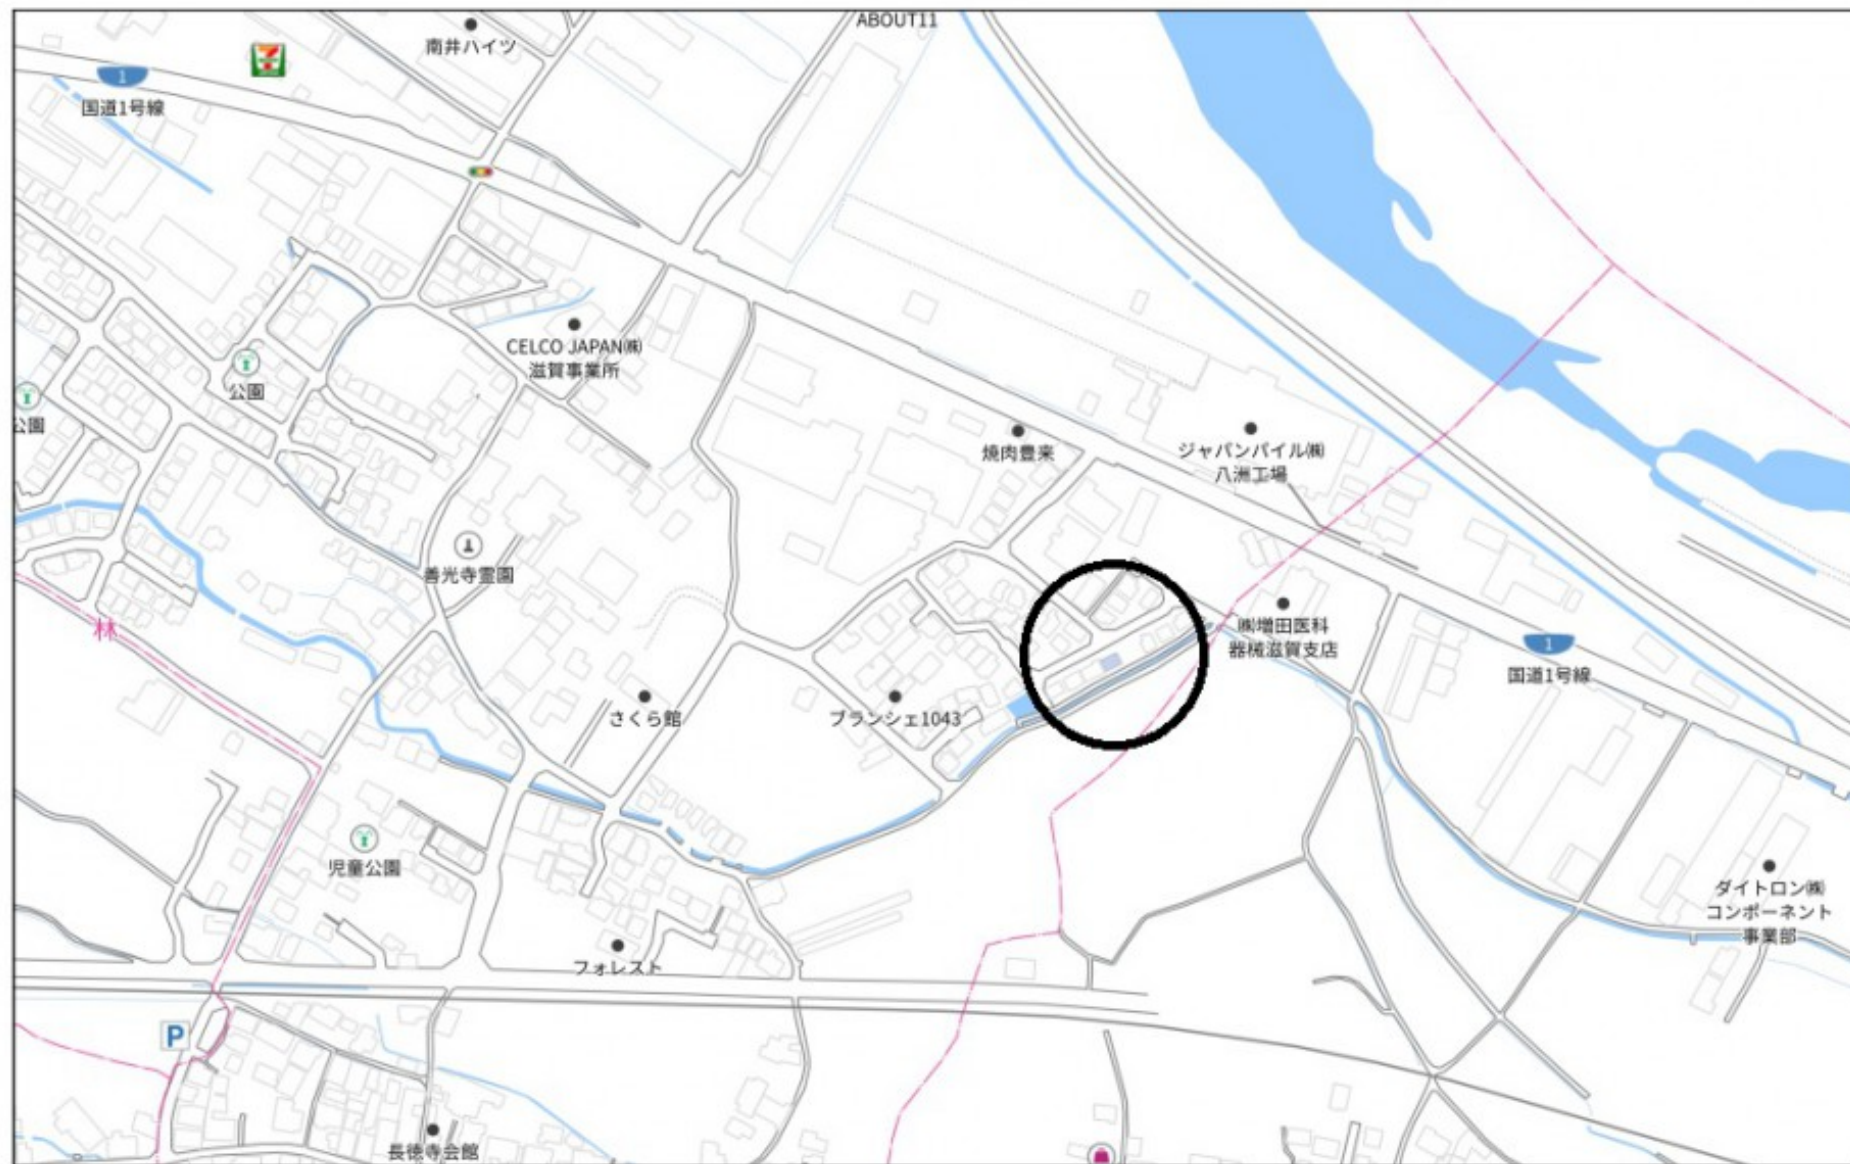 ABOUT11
南井ハイツ
7
1
国道1号線
CELCO JAPAN㈱
滋賀事業所
公園
公園
焼肉豊来
ジャパンパイル㈱
八洲工場
善光寺霊園
林
㈱増田医科
器械滋賀支店
1
国道1号線
さくら館
ブランシェ1043
児童公園
ダイトロン㈱
コンポーネント
事業部
フォレスト
P
長徳寺会館